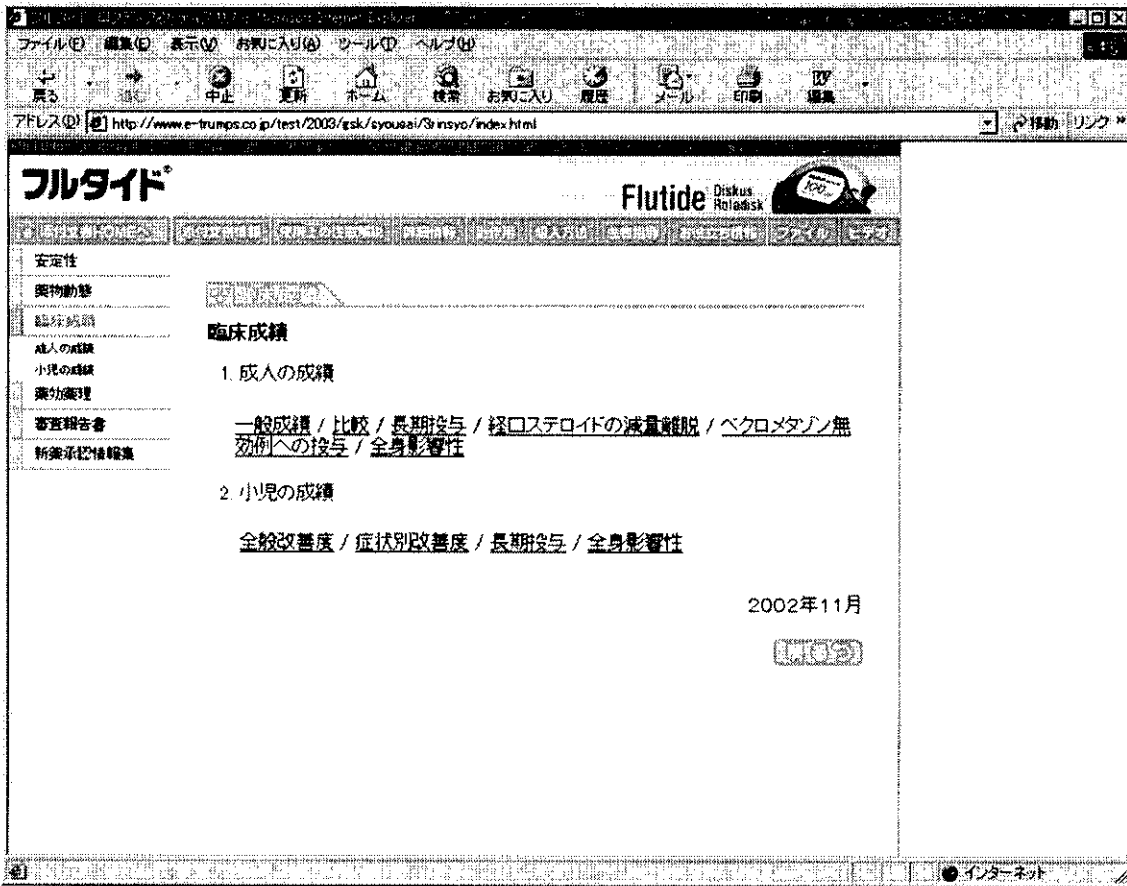 ファイル(F) 編集(E) 表示(V) お気に入り(A) ツール(T) ヘルプ(H)
戻る 中止 更新 ホーム 検索 お気に入り 履歴 メール 印刷 編集
アドレス(D) http://www.e-trumps.co.jp/test/2003/gsk/syousai/3rinsyo/index.html 移動 リンク »
フルタイド®
Flutide Diskus Rotadisk
安定性
薬物動態
臨床成績
成人の成績
小児の成績
薬効薬理
審査報告書
新薬承認情報集
臨床成績
1. 成人の成績
一般成績 / 比較 / 長期投与 / 経口ステロイドの減量離脱 / ベクロメタゾン無
効例への投与 / 全身影響性
2. 小児の成績
全般改善度 / 症状別改善度 / 長期投与 / 全身影響性
2002年11月
インターネット